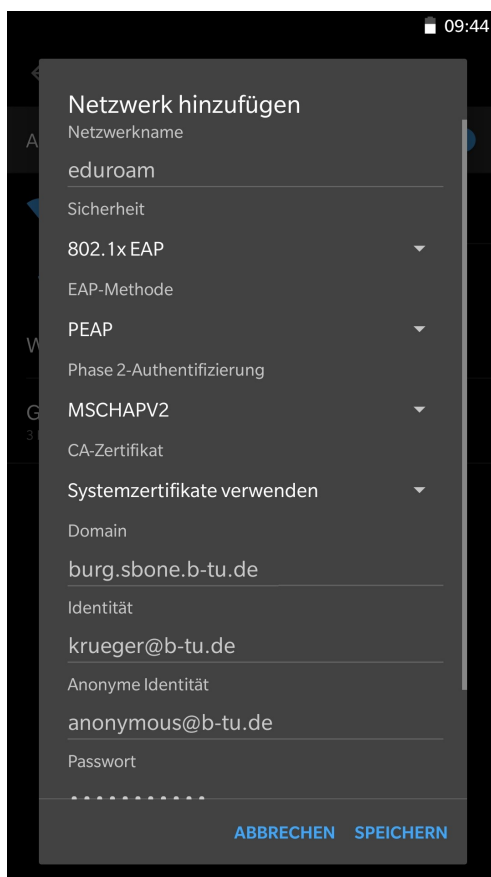 09:44
Netzwerk hinzufügen
Netzwerkname
eduroam
Sicherheit
802.1x EAP
EAP-Methode
PEAP
Phase 2-Authentifizierung
MSCHAPV2
CA-Zertifikat
Systemzertifikate verwenden
Domain
burg.sbone.b-tu.de
Identität
krueger@b-tu.de
Anonyme Identität
anonymous@b-tu.de
Passwort
ABBRECHEN SPEICHERN